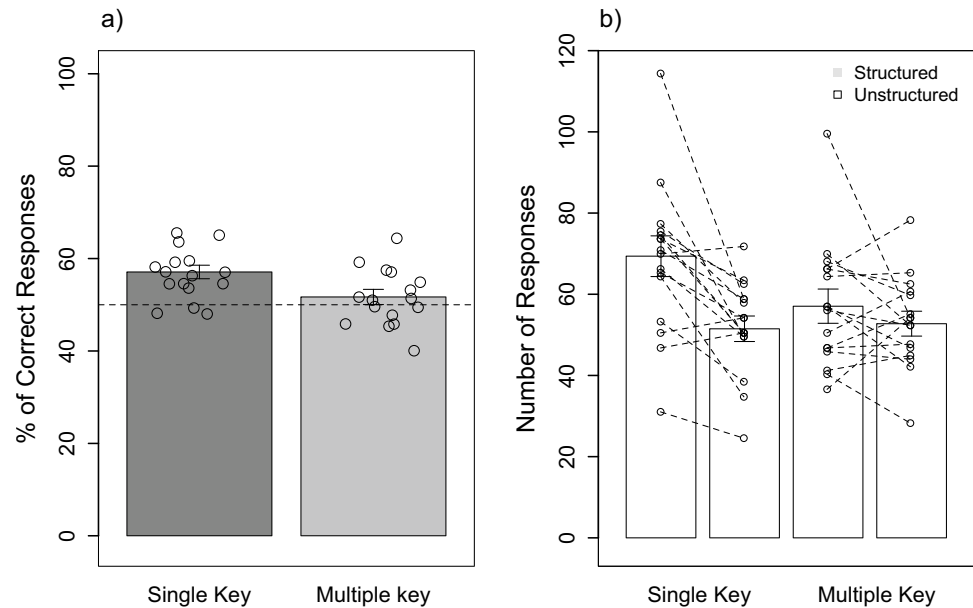 a)
% of Correct Responses
100
80
60
40
20
0
Single Key
Multiple key
b)
Number of Responses
120
100
80
60
40
20
0
Structured
Unstructured
Single Key
Multiple Key